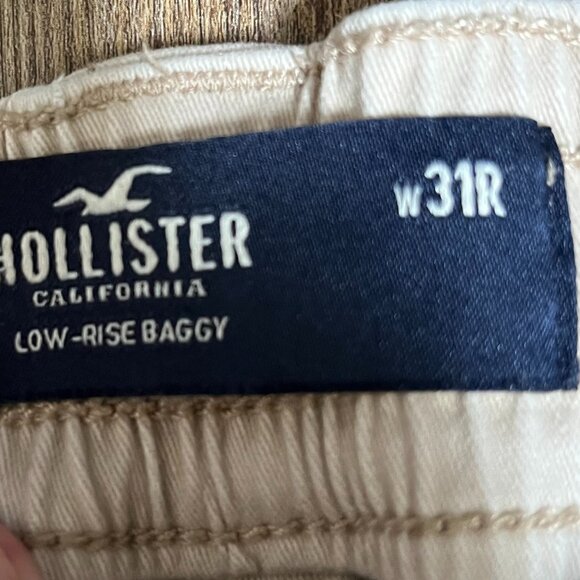 HOLLISTER
CALIFORNIA
LOW-RISE BAGGY
W31R